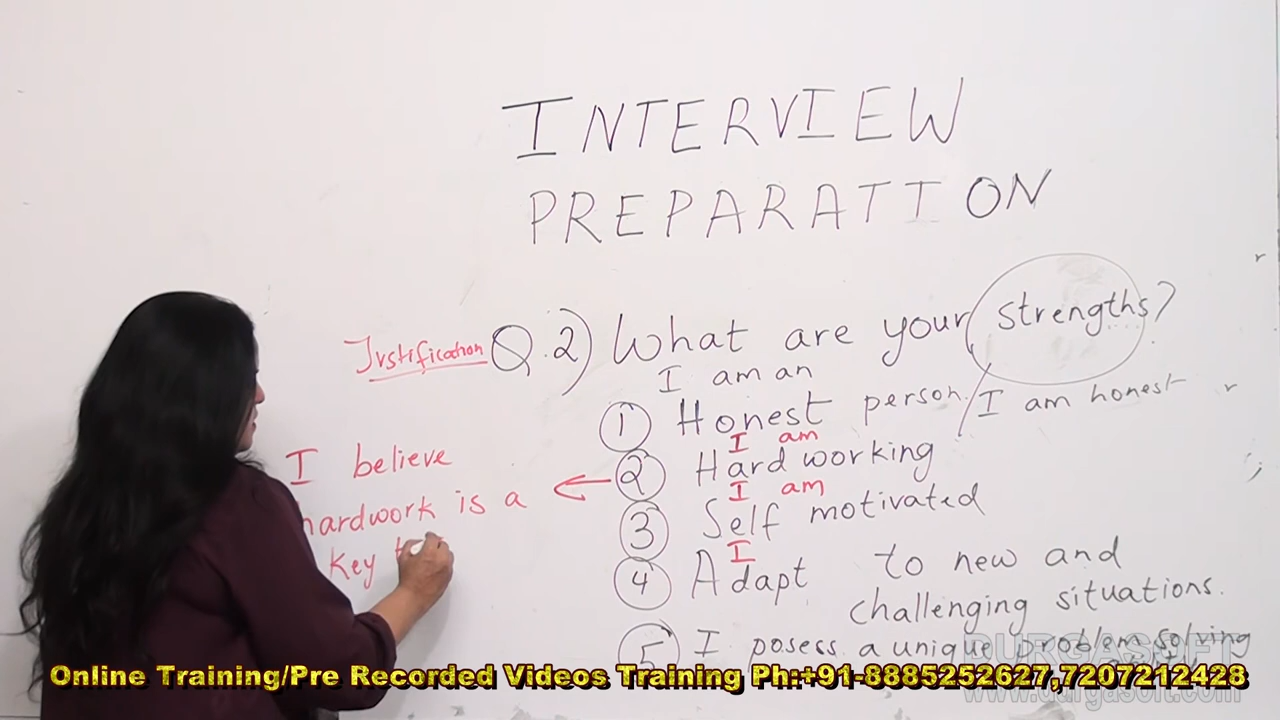 INTERVIEW
PREPARATION
Justification Q.2) What are your strengths?
I am an
1 Honest person / I am honest
I am
2 Hard working
I am
3 Self motivated
I
4 Adapt to new and
challenging situations.
5 I posess a unique problem solving
I believe
hardwork is a
key
DURGASOFT
www.durgasoft.com
Online Training/Pre Recorded Videos Training Ph:+91-8885252627,7207212428